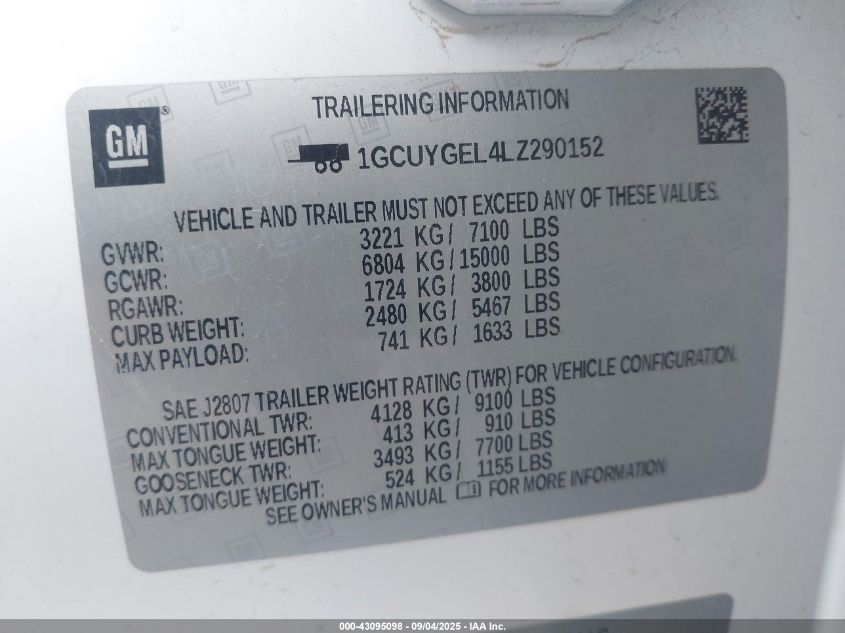 GM ® TRAILERING INFORMATION
1GCUYGEL4LZ290152
VEHICLE AND TRAILER MUST NOT EXCEED ANY OF THESE VALUES.
GVWR: 3221 KG/ 7100 LBS
GCWR: 6804 KG/15000 LBS
RGAWR: 1724 KG/ 3800 LBS
CURB WEIGHT: 2480 KG/ 5467 LBS
MAX PAYLOAD: 741 KG/ 1633 LBS
SAE J2807 TRAILER WEIGHT RATING (TWR) FOR VEHICLE CONFIGURATION.
CONVENTIONAL TWR: 4128 KG/ 9100 LBS
MAX TONGUE WEIGHT: 413 KG/ 910 LBS
GOOSENECK TWR: 3493 KG/ 7700 LBS
MAX TONGUE WEIGHT: 524 KG/ 1155 LBS
SEE OWNER'S MANUAL FOR MORE INFORMATION
000-43095098 - 09/04/2025 - IAA Inc.